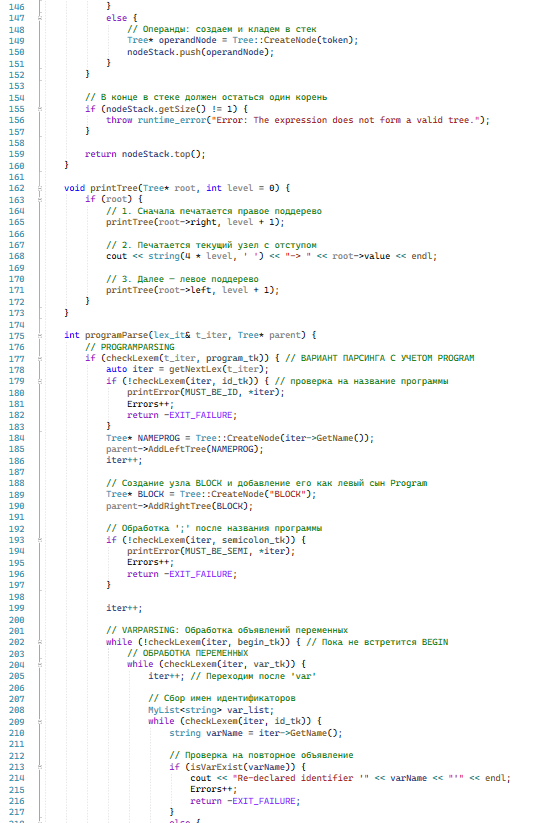 146 }
147 else {
148 // Операнды: создаем и кладем в стек
149 Tree* operandNode = Tree::CreateNode(token);
150 nodeStack.push(operandNode);
151 }
152 }
153
154 // В конце в стеке должен остаться один корень
155 if (nodeStack.getSize() != 1) {
156 throw runtime_error("Error: The expression does not form a valid tree.");
157 }
158
159 return nodeStack.top();
160 }
161
162 void printTree(Tree* root, int level = 0) {
163 if (root) {
164 // 1. Сначала печатается правое поддерево
165 printTree(root->right, level + 1);
166
167 // 2. Печатается текущий узел с отступом
168 cout << string(4 * level, ' ') << "-> " << root->value << endl;
169
170 // 3. Далее — левое поддерево
171 printTree(root->left, level + 1);
172 }
173 }
174
175 int programParse(lex_it& t_iter, Tree* parent) {
176 // PROGRAMPARSING
177 if (checkLexem(t_iter, program_tk)) { // ВАРИАНТ ПАРСИНГА С УЧЕТОМ PROGRAM
178 auto iter = getNextLex(t_iter);
179 if (!checkLexem(iter, id_tk)) { // проверка на название программы
180 printError(MUST_BE_ID, *iter);
181 Errors++;
182 return -EXIT_FAILURE;
183 }
184 Tree* NAMEPROG = Tree::CreateNode(iter->GetName());
185 parent->AddLeftTree(NAMEPROG);
186 iter++;
187
188 // Создание узла BLOCK и добавление его как левый сын Program
189 Tree* BLOCK = Tree::CreateNode("BLOCK");
190 parent->AddRightTree(BLOCK);
191
192 // Обработка ';' после названия программы
193 if (!checkLexem(iter, semicolon_tk)) {
194 printError(MUST_BE_SEMI, *iter);
195 Errors++;
196 return -EXIT_FAILURE;
197 }
198
199 iter++;
200
201 // VARPARSING: Обработка объявлений переменных
202 while (!checkLexem(iter, begin_tk)) { // Пока не встретится BEGIN
203 // ОБРАБОТКА ПЕРЕМЕННЫХ
204 while (checkLexem(iter, var_tk)) {
205 iter++; // Переходим после 'var'
206
207 // Сбор имен идентификаторов
208 MyList<string> var_list;
209 while (checkLexem(iter, id_tk)) {
210 string varName = iter->GetName();
211
212 // Проверка на повторное объявление
213 if (isVarExist(varName)) {
214 cout << "Re-declared identifier '" << varName << "'" << endl;
215 Errors++;
216 return -EXIT_FAILURE;
217 }
218 else {